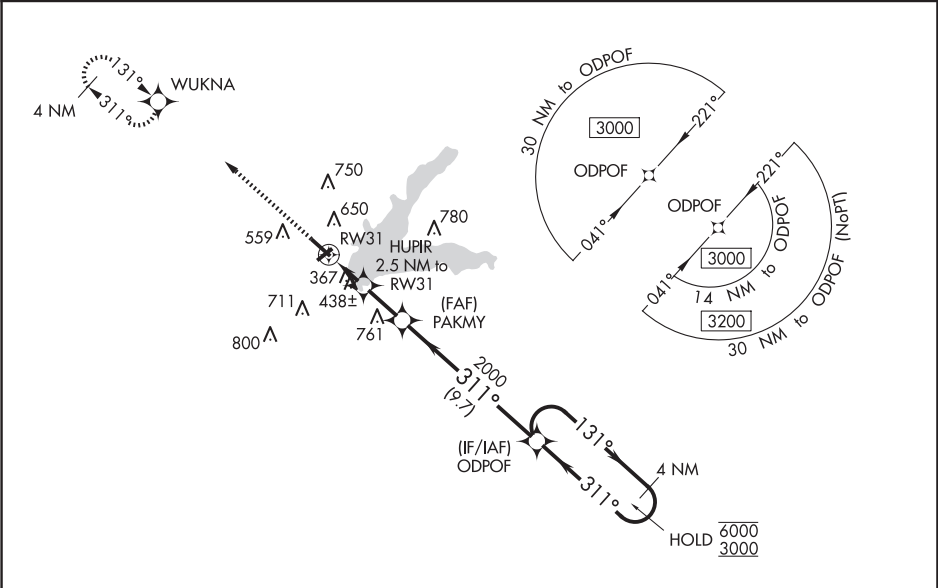 131°
311°
4 NM
WUKNA
30 NM to ODPOF
3000
221°
ODPOF
041°
221°
ODPOF
3000
041°
14 NM to ODPOF
3200
30 NM to ODPOF (NoPT)
750
650
559
780
RW31
HUPIR
2.5 NM to
RW31
367
438±
711
761
800
(FAF)
PAKMY
2000
311°
(9.7)
(IF/IAF)
ODPOF
131°
311°
4 NM
HOLD 6000
3000